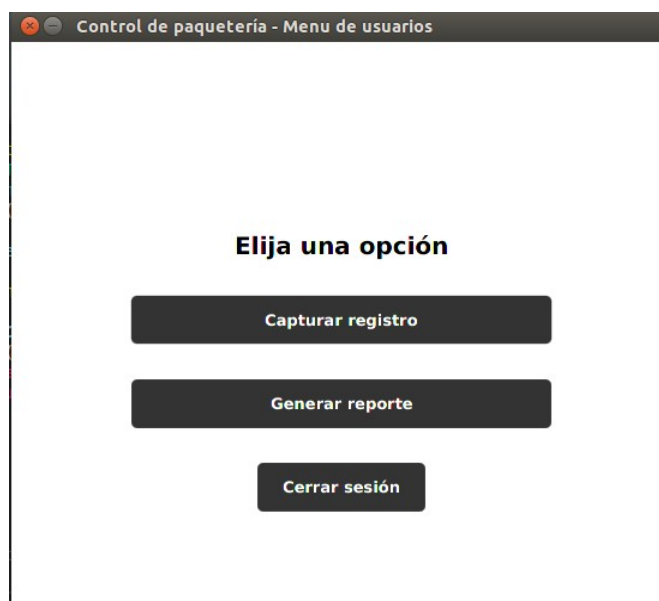 Control de paquetería - Menu de usuarios
Elija una opción
Capturar registro
Generar reporte
Cerrar sesión